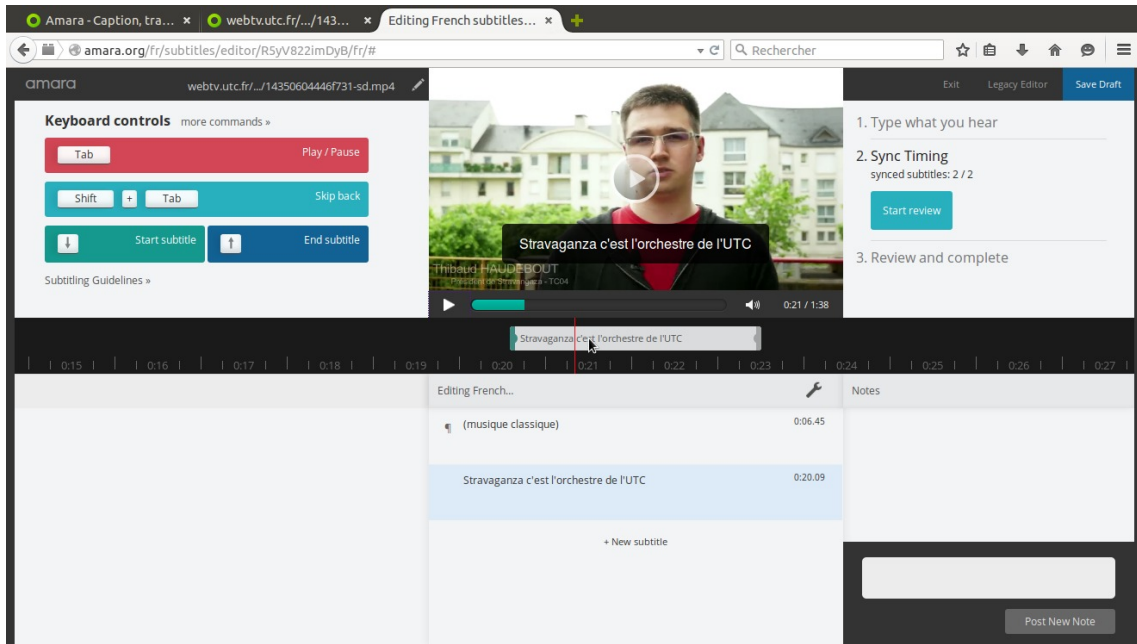 Amara - Caption, tra...
webtv.utc.fr/.../143...
Editing French subtitles...
amara.org/fr/subtitles/editor/R5yV822imDyB/fr/#
Rechercher
amara
webtv.utc.fr/.../14350604446f731-sd.mp4
Exit
Legacy Editor
Save Draft
Keyboard controls more commands »
Tab Play / Pause
Shift + Tab Skip back
↓ Start subtitle ↑ End subtitle
Subtitling Guidelines »
Stravaganza c'est l'orchestre de l'UTC
Thibaud HAUDEBOUT
Président de Stravaganza - TC04
0:21 / 1:38
1. Type what you hear
2. Sync Timing
synced subtitles: 2 / 2
Start review
3. Review and complete
Stravaganza c'est l'orchestre de l'UTC
0:15 0:16 0:17 0:18 0:19 0:20 0:21 0:22 0:23 0:24 0:25 0:26 0:27
Editing French...
¶ (musique classique) 0:06.45
Stravaganza c'est l'orchestre de l'UTC 0:20.09
+ New subtitle
Notes
Post New Note